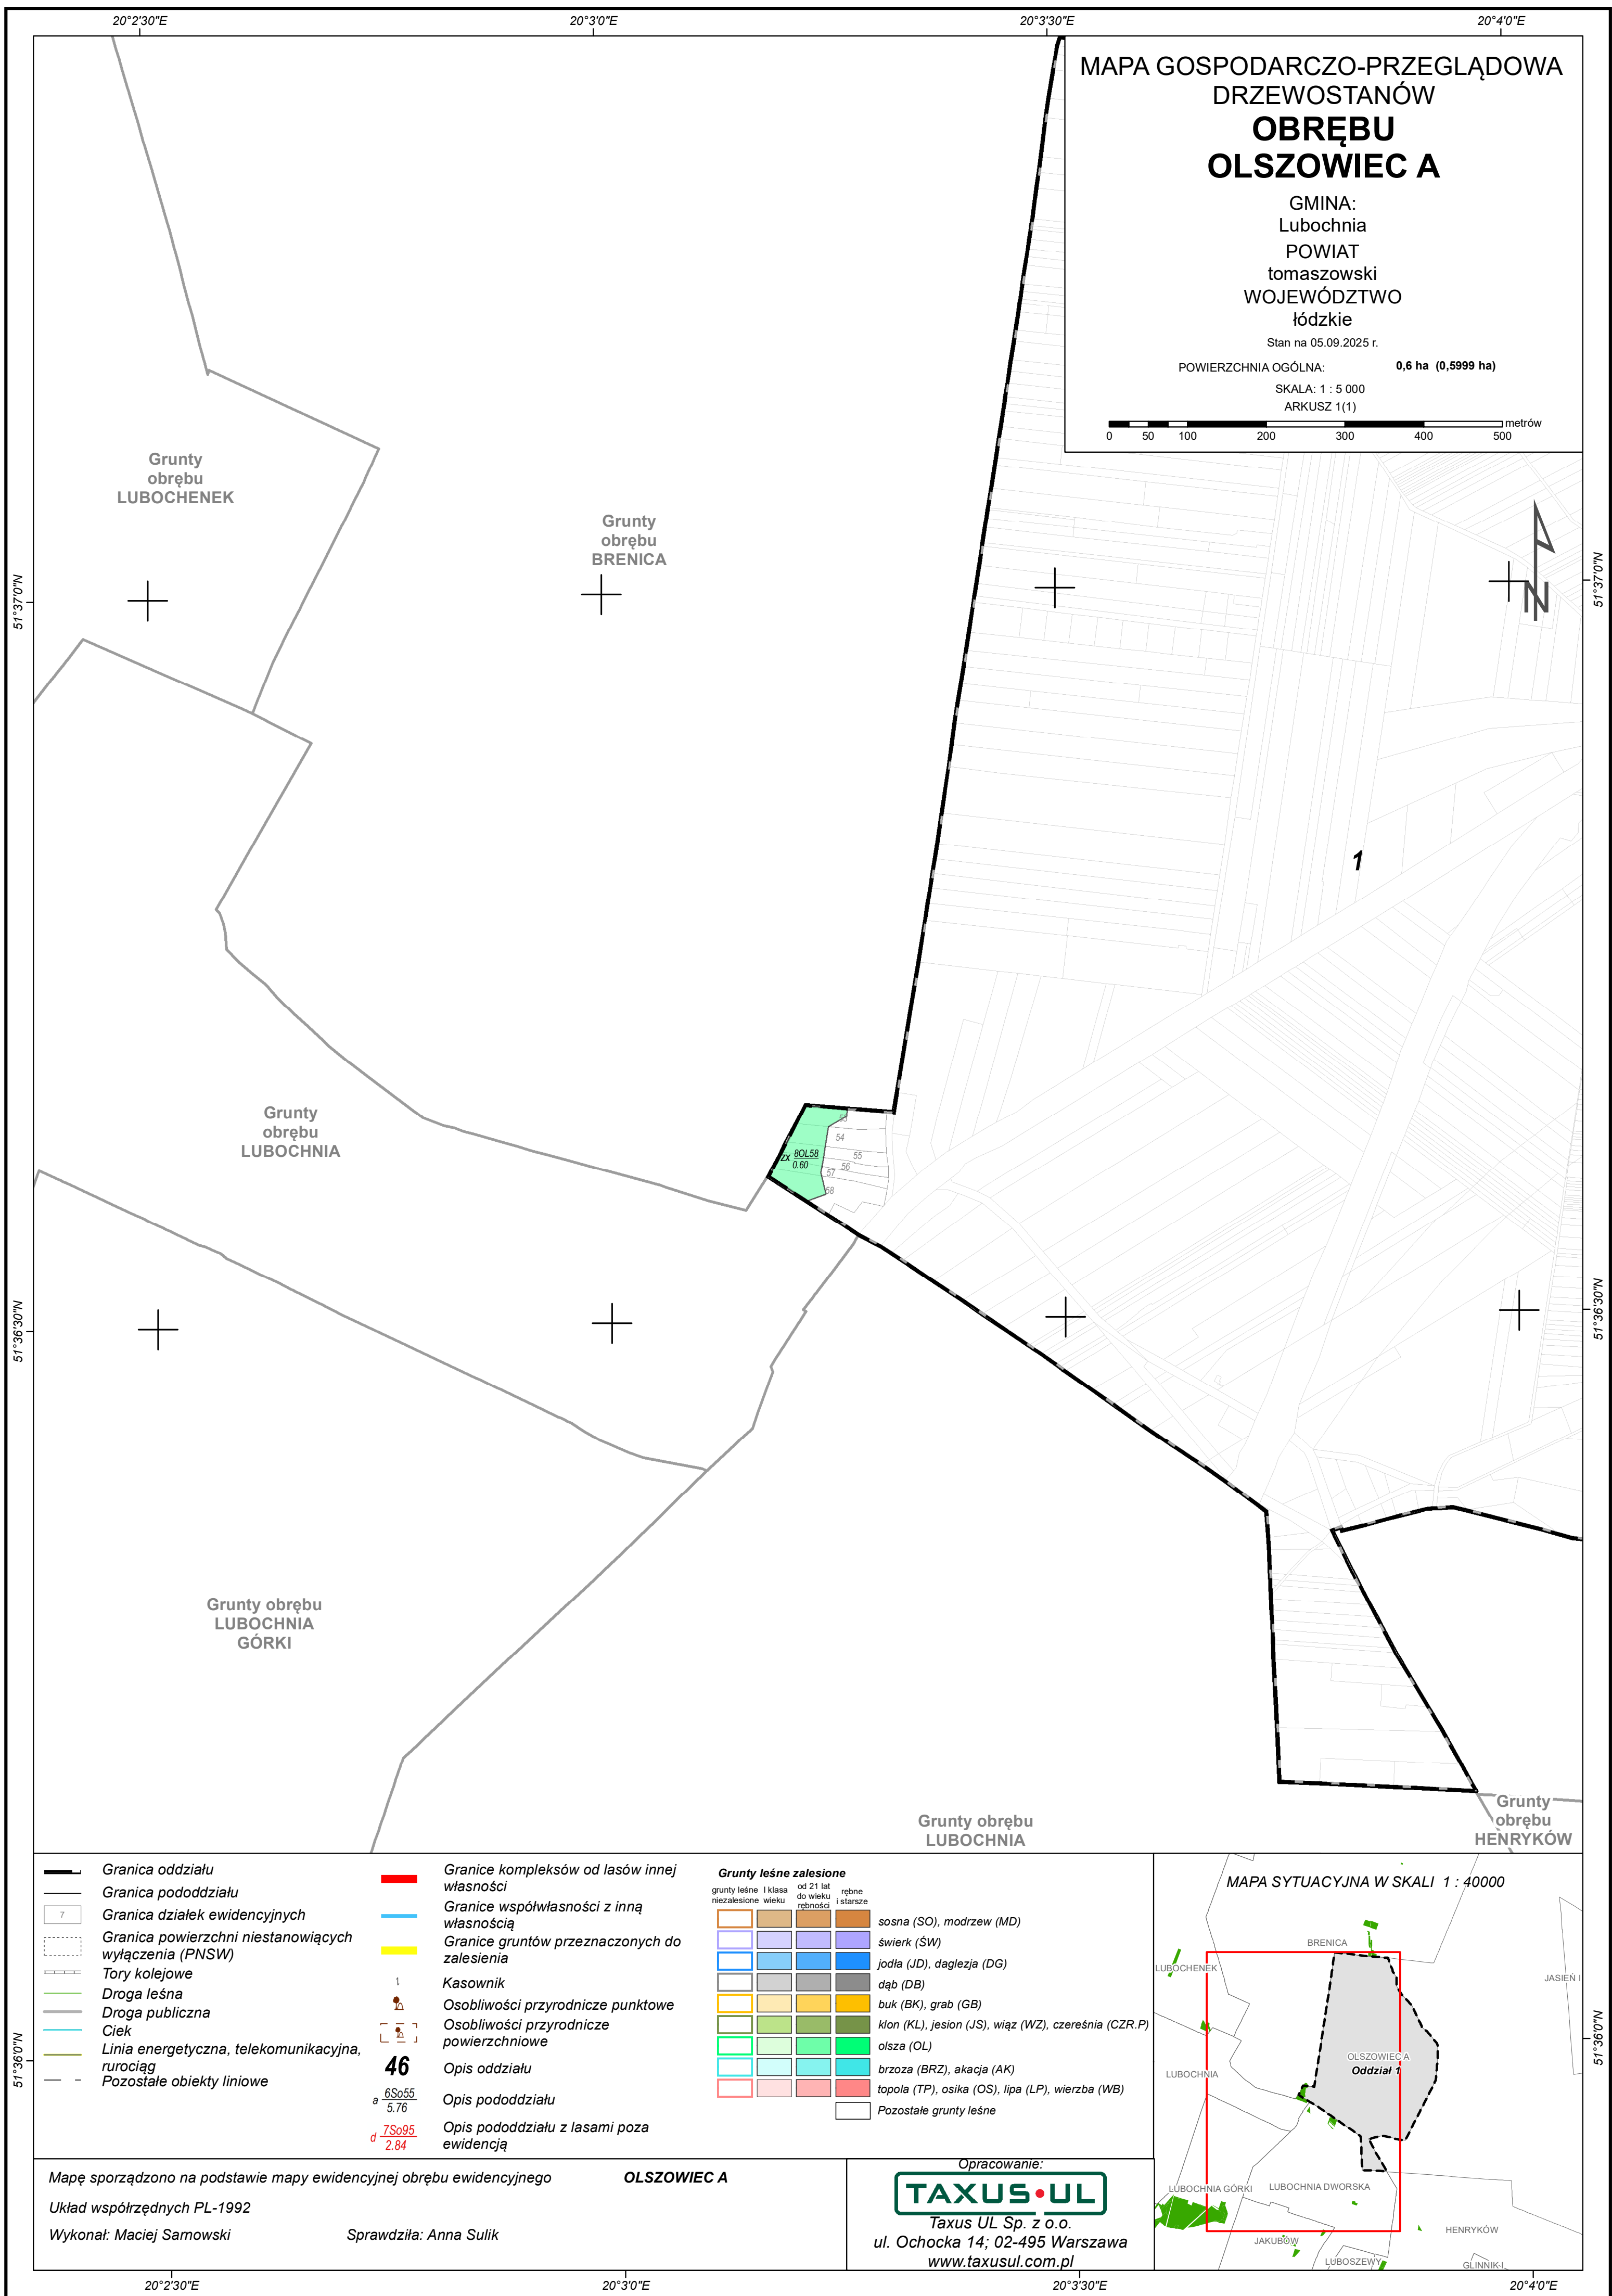 20°2'30"E
20°3'0"E
20°3'30"E
20°4'0"E
MAPA GOSPODARCZO-PRZEGLĄDOWA
DRZEWOSTANÓW
OBRĘBU
OLSZOWIEC A
GMINA:
Lubochnia
POWIAT
tomaszowski
WOJEWÓDZTWO
łódzkie
Stan na 05.09.2025 r.
POWIERZCHNIA OGÓLNA: 0,6 ha (0,5999 ha)
SKALA: 1 : 5 000
ARKUSZ 1(1)
metrów
0 50 100 200 300 400 500
Grunty
obrębu
LUBOCHENEK
Grunty
obrębu
BRENICA
N
51°37'0"N
51°37'0"N
1
Grunty
obrębu
LUBOCHNIA
53
54
55
56
57
58
zx 8OL58
0.60
51°36'30"N
51°36'30"N
Grunty obrębu
LUBOCHNIA
GÓRKI
Grunty obrębu
LUBOCHNIA
Grunty
obrębu
HENRYKÓW
Granica oddziału
Granica pododdziału
7
Granica działek ewidencyjnych
Granica powierzchni niestanowiących
wyłączenia (PNSW)
Tory kolejowe
Droga leśna
Droga publiczna
Ciek
Linia energetyczna, telekomunikacyjna,
rurociąg
Pozostałe obiekty liniowe
Granice kompleksów od lasów innej
własności
Granice współwłasności z inną
własnością
Granice gruntów przeznaczonych do
zalesienia
Kasownik
Osobliwości przyrodnicze punktowe
Osobliwości przyrodnicze
powierzchniowe
46
Opis oddziału
a 6So55
5.76
Opis pododdziału
d 7So95
2.84
Opis pododdziału z lasami poza
ewidencją
Grunty leśne zalesione
grunty leśne
niezalesione
I klasa
wieku
od 21 lat
do wieku
rębności
rębne
i starsze
sosna (SO), modrzew (MD)
świerk (ŚW)
jodła (JD), daglezja (DG)
dąb (DB)
buk (BK), grab (GB)
klon (KL), jesion (JS), wiąz (WZ), czereśnia (CZR.P)
olsza (OL)
brzoza (BRZ), akacja (AK)
topola (TP), osika (OS), lipa (LP), wierzba (WB)
Pozostałe grunty leśne
MAPA SYTUACYJNA W SKALI 1 : 40000
BRENICA
LUBOCHENEK
JASIEŃ I
OLSZOWIEC A
Oddział 1
LUBOCHNIA
LUBOCHNIA GÓRKI
LUBOCHNIA DWORSKA
HENRYKÓW
JAKUBÓW
LUBOSZEWY
GLINNIK I
51°36'0"N
51°36'0"N
Mapę sporządzono na podstawie mapy ewidencyjnej obrębu ewidencyjnego OLSZOWIEC A
Układ współrzędnych PL-1992
Wykonał: Maciej Sarnowski Sprawdziła: Anna Sulik
Opracowanie:
TAXUS UL
Taxus UL Sp. z o.o.
ul. Ochocka 14; 02-495 Warszawa
www.taxusul.com.pl
20°2'30"E
20°3'0"E
20°3'30"E
20°4'0"E